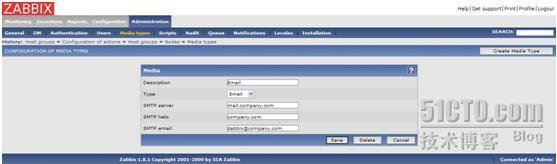 ZABBIX
Help | Get support | Print | Profile | Logout
Monitoring Inventory Reports Configuration Administration
General DM Authentication Users Media types Scripts Audit Queue Notifications Locales Installation SEARCH:
History: Host groups » Configuration of actions » Host groups » Nodes » Media types
CONFIGURATION OF MEDIA TYPES Create Media Type
Media ?
Description Email
Type Email
SMTP server mail.company.com
SMTP helo company.com
SMTP email zabbix@company.com
Save Delete Cancel
51CTO.com
技术博客 Blog
Zabbix 1.8.1 Copyright 2001-2009 by SIA Zabbix Connected as 'Admin'